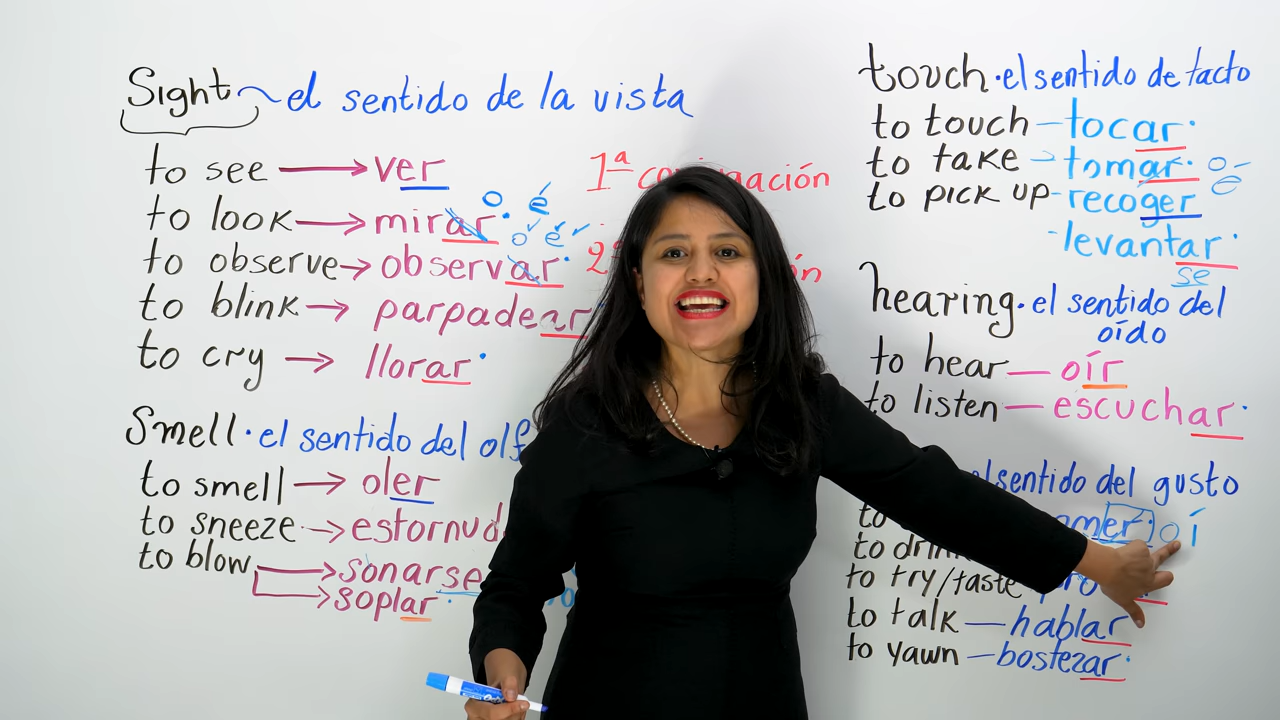 Sight el sentido de la vista
to see ver
to look mirar. o é
to observe observar. o é
to blink parpadear
to cry llorar.
Smell. el sentido del
to smell oler
to sneeze
to blow sonarse
soplar.
1ª
touch. el sentido de tacto
to touch tocar.
to take tomar. o
e
to pick up - recoger
- levantar.
se
hearing. el sentido del
oído
to hear oír
to listen escuchar.
el sentido del gusto
to o í
to
to try/taste
to talk hablar
to yawn bostezar.